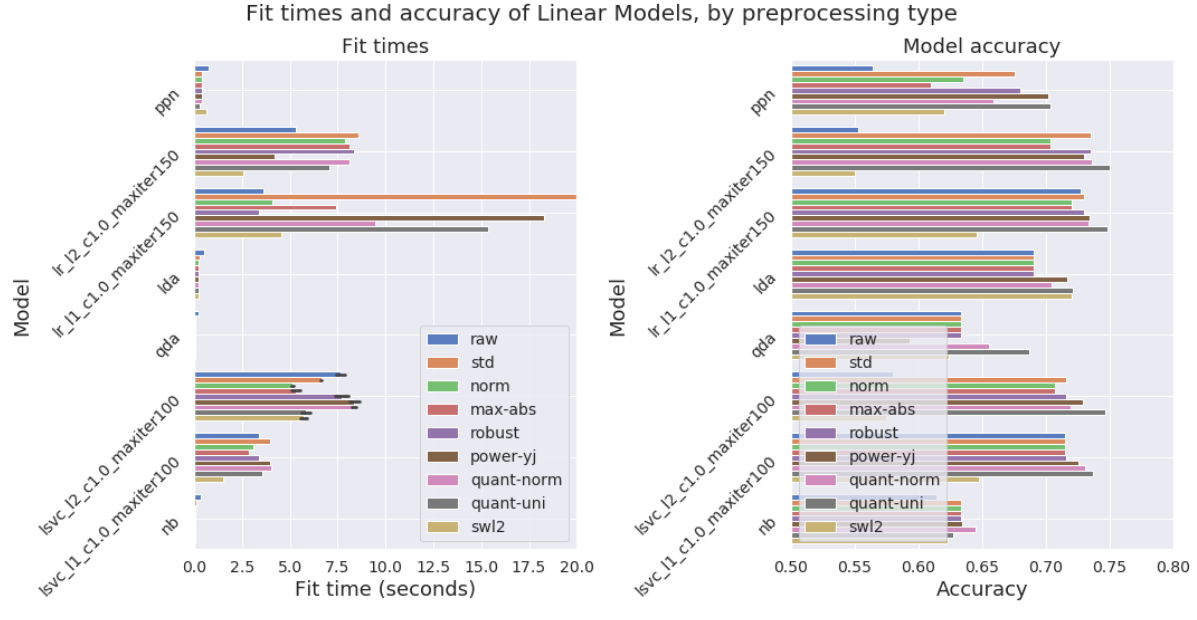 Fit times and accuracy of Linear Models, by preprocessing type
Fit times
Model
ppn
lr_l2_c1.0_maxiter150
lr_l1_c1.0_maxiter150
lda
qda
lsvc_l2_c1.0_maxiter100
lsvc_l1_c1.0_maxiter100
nb
raw
std
norm
max-abs
robust
power-yj
quant-norm
quant-uni
swl2
0.0 2.5 5.0 7.5 10.0 12.5 15.0 17.5 20.0
Fit time (seconds)
Model accuracy
Model
ppn
lr_l2_c1.0_maxiter150
lr_l1_c1.0_maxiter150
lda
qda
lsvc_l2_c1.0_maxiter100
lsvc_l1_c1.0_maxiter100
nb
raw
std
norm
max-abs
robust
power-yj
quant-norm
quant-uni
swl2
0.50 0.55 0.60 0.65 0.70 0.75 0.80
Accuracy